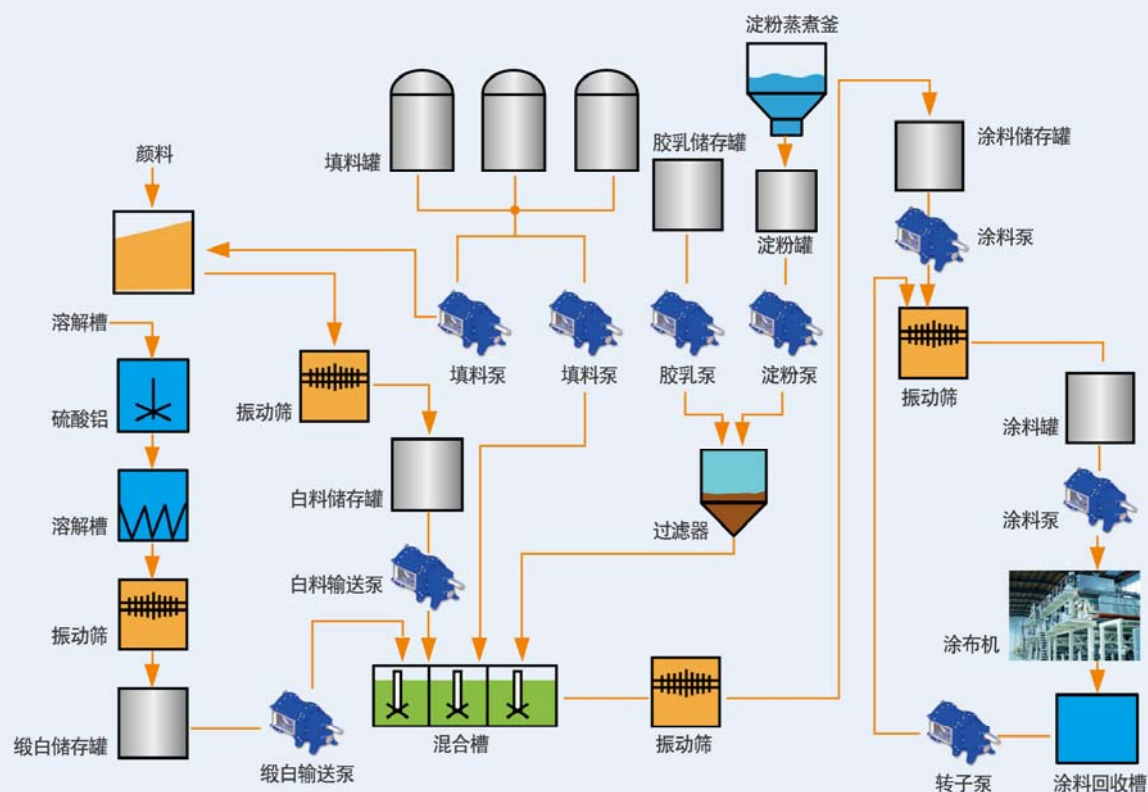 淀粉蒸煮釜
颜料
填料罐
胶乳储存罐
淀粉罐
涂料储存罐
涂料泵
溶解槽
硫酸铝
溶解槽
振动筛
缎白储存罐
缎白输送泵
振动筛
填料泵
填料泵
胶乳泵
淀粉泵
白料储存罐
白料输送泵
过滤器
混合槽
振动筛
振动筛
涂料罐
涂料泵
涂布机
转子泵
涂料回收槽